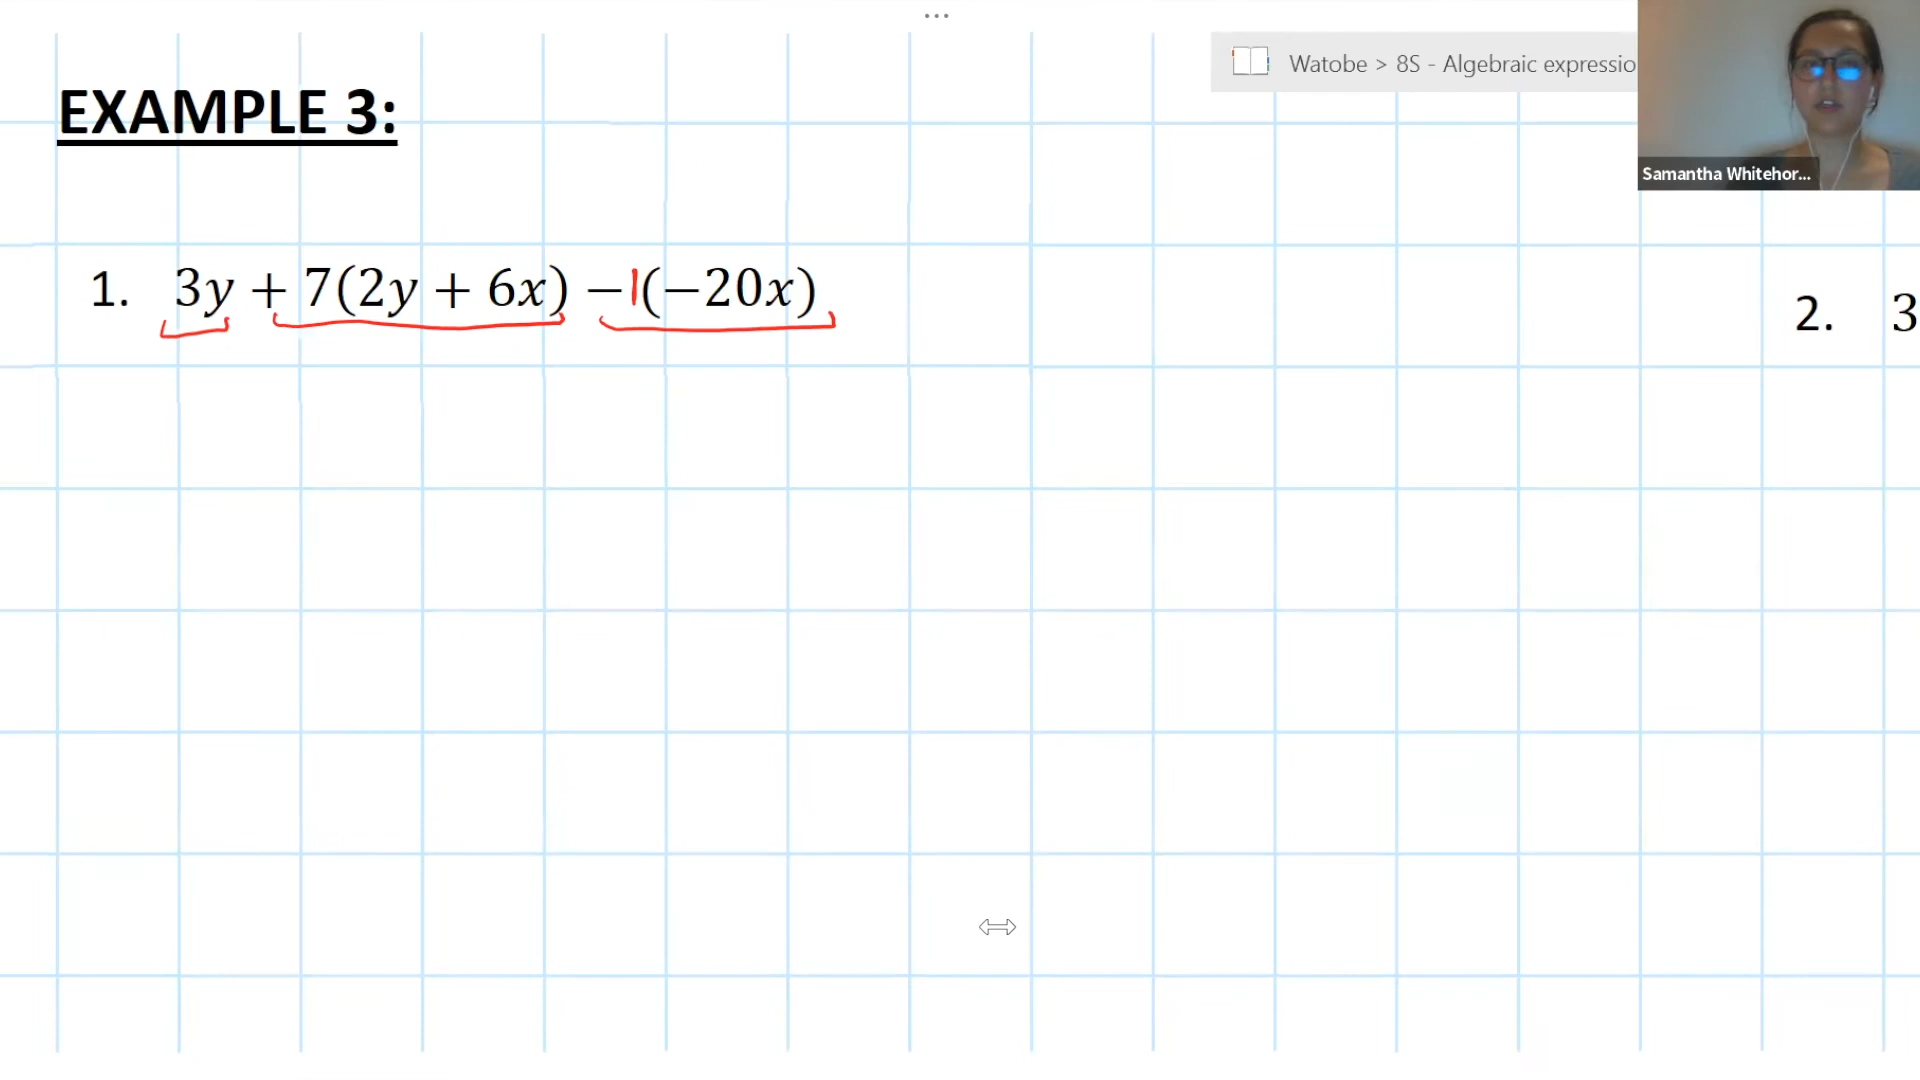 ...
Watobe > 8S - Algebraic expressio
EXAMPLE 3:
Samantha Whitehor...
1. 3y + 7(2y + 6x) −1(−20x)
2. 3